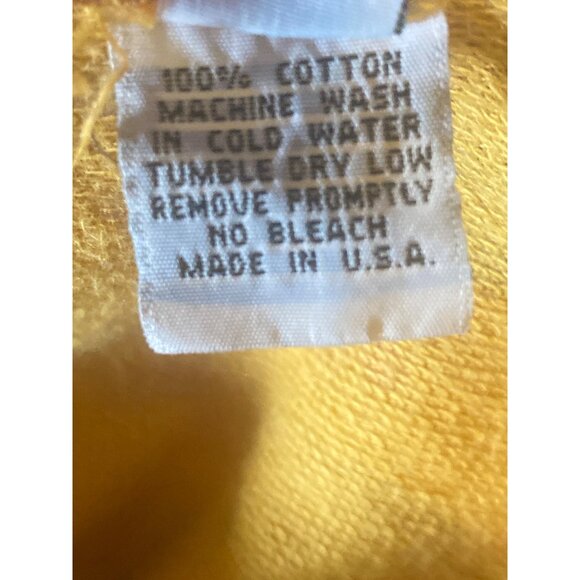 100% COTTON
MACHINE WASH
IN COLD WATER
TUMBLE DRY LOW
REMOVE PROMPTLY
NO BLEACH
MADE IN U.S.A.